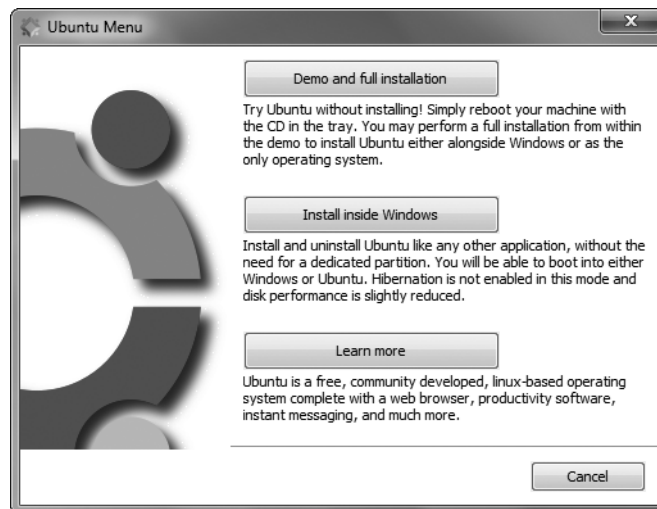 Ubuntu Menu
X
Demo and full installation
Try Ubuntu without installing! Simply reboot your machine with
the CD in the tray. You may perform a full installation from within
the demo to install Ubuntu either alongside Windows or as the
only operating system.
Install inside Windows
Install and uninstall Ubuntu like any other application, without the
need for a dedicated partition. You will be able to boot into either
Windows or Ubuntu. Hibernation is not enabled in this mode and
disk performance is slightly reduced.
Learn more
Ubuntu is a free, community developed, linux-based operating
system complete with a web browser, productivity software,
instant messaging, and much more.
Cancel